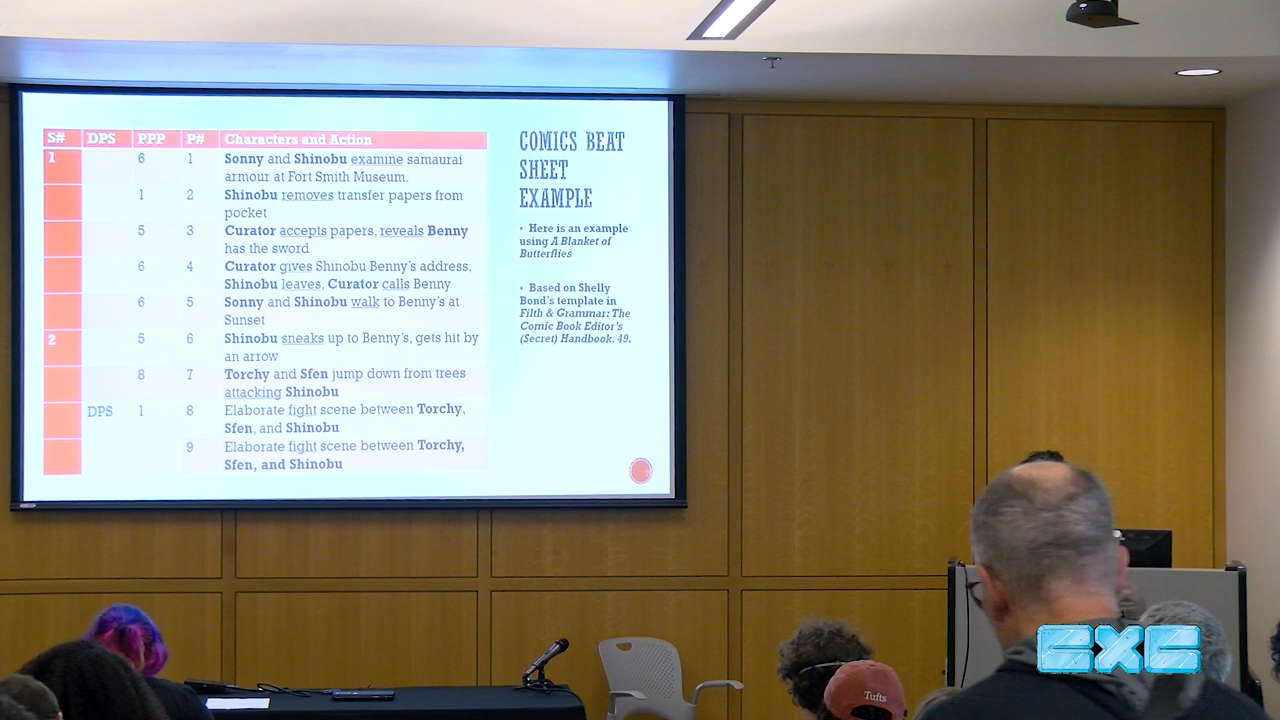 S# DPS PPP P# Characters and Action
1 6 1 Sonny and Shinobu examine samaurai
armour at Fort Smith Museum.
1 2 Shinobu removes transfer papers from
pocket
5 3 Curator accepts papers, reveals Benny
has the sword
6 4 Curator gives Shinobu Benny's address,
Shinobu leaves, Curator calls Benny
6 5 Sonny and Shinobu walk to Benny's at
Sunset
2 5 6 Shinobu sneaks up to Benny's, gets hit by
an arrow
8 7 Torchy and Sfen jump down from trees
attacking Shinobu
DPS 1 8 Elaborate fight scene between Torchy,
Sfen, and Shinobu
9 Elaborate fight scene between Torchy,
Sfen, and Shinobu
COMICS BEAT
SHEET
EXAMPLE
• Here is an example
using A Blanket of
Butterflies
• Based on Shelly
Bond's template in
Filth & Grammar: The
Comic Book Editor's
(Secret) Handbook. 49.
Tufts
CXC